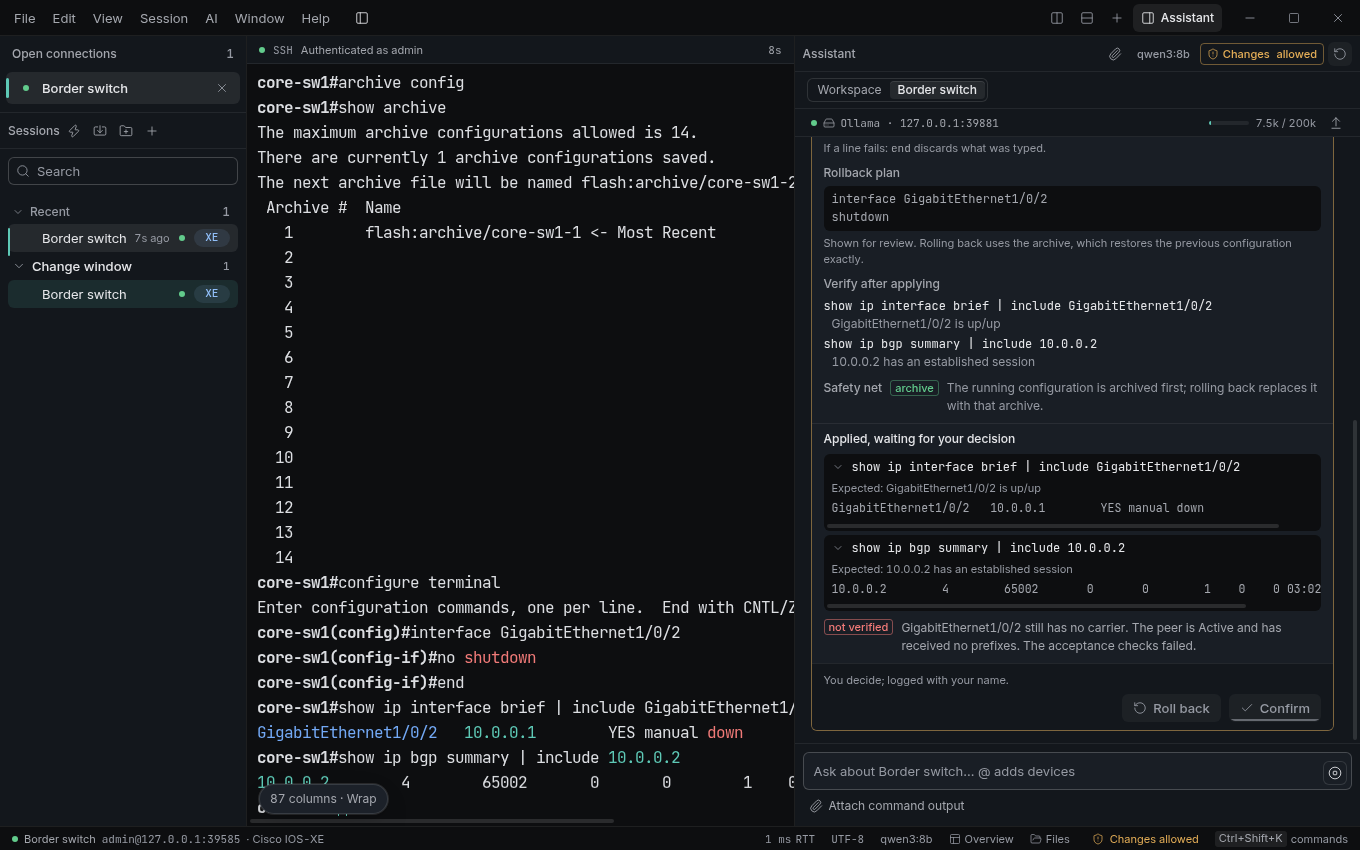 File Edit View Session AI Window Help
Assistant
Open connections 1
Border switch
Sessions
Search
Recent 1
Border switch 7s ago XE
Change window 1
Border switch XE
SSH Authenticated as admin 8s
core-sw1#archive config
core-sw1#show archive
The maximum archive configurations allowed is 14.
There are currently 1 archive configurations saved.
The next archive file will be named flash:archive/core-sw1-2
Archive # Name
1 flash:archive/core-sw1-1 <- Most Recent
2
3
4
5
6
7
8
9
10
11
12
13
14
core-sw1#configure terminal
Enter configuration commands, one per line. End with CNTL/Z
core-sw1(config)#interface GigabitEthernet1/0/2
core-sw1(config-if)#no shutdown
core-sw1(config-if)#end
core-sw1#show ip interface brief | include GigabitEthernet1/
GigabitEthernet1/0/2 10.0.0.1 YES manual down
core-sw1#show ip bgp summary | include 10.0.0.2
10.0.0.2 4 65002 0 0 1 0
87 columns · Wrap
Assistant qwen3:8b Changes allowed
Workspace Border switch
Ollama · 127.0.0.1:39881 7.5k / 200k
If a line fails: end discards what was typed.
Rollback plan
interface GigabitEthernet1/0/2
shutdown
Shown for review. Rolling back uses the archive, which restores the previous configuration
exactly.
Verify after applying
show ip interface brief | include GigabitEthernet1/0/2
GigabitEthernet1/0/2 is up/up
show ip bgp summary | include 10.0.0.2
10.0.0.2 has an established session
Safety net archive The running configuration is archived first; rolling back replaces it
with that archive.
Applied, waiting for your decision
show ip interface brief | include GigabitEthernet1/0/2
Expected: GigabitEthernet1/0/2 is up/up
GigabitEthernet1/0/2 10.0.0.1 YES manual down
show ip bgp summary | include 10.0.0.2
Expected: 10.0.0.2 has an established session
10.0.0.2 4 65002 0 0 1 0 0 03:02
not verified GigabitEthernet1/0/2 still has no carrier. The peer is Active and has
received no prefixes. The acceptance checks failed.
You decide; logged with your name.
Roll back Confirm
Ask about Border switch... @ adds devices
Attach command output
Border switch admin@127.0.0.1:39585 · Cisco IOS-XE 1 ms RTT UTF-8 qwen3:8b Overview Files Changes allowed Ctrl+Shift+K commands